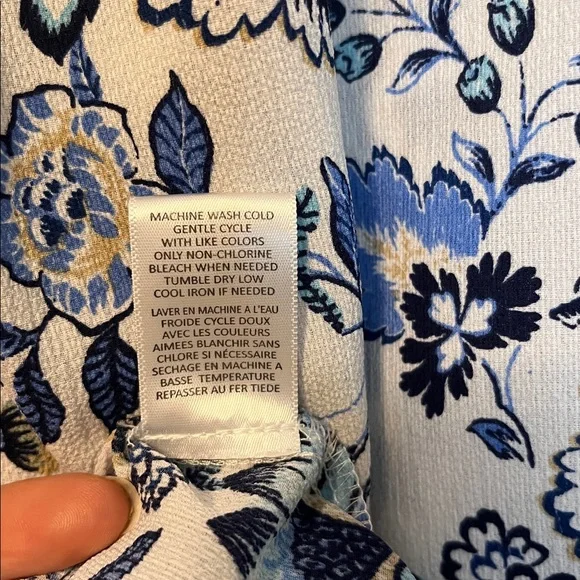 MACHINE WASH COLD
GENTLE CYCLE
WITH LIKE COLORS
ONLY NON-CHLORINE
BLEACH WHEN NEEDED
TUMBLE DRY LOW
COOL IRON IF NEEDED
LAVER EN MACHINE A L'EAU
FROIDE CYCLE DOUX
AVEC LES COULEURS
AIMEES BLANCHIR SANS
CHLORE SI NÉCESSAIRE
SECHAGE EN MACHINE A
BASSE TEMPERATURE
REPASSER AU FER TIEDE